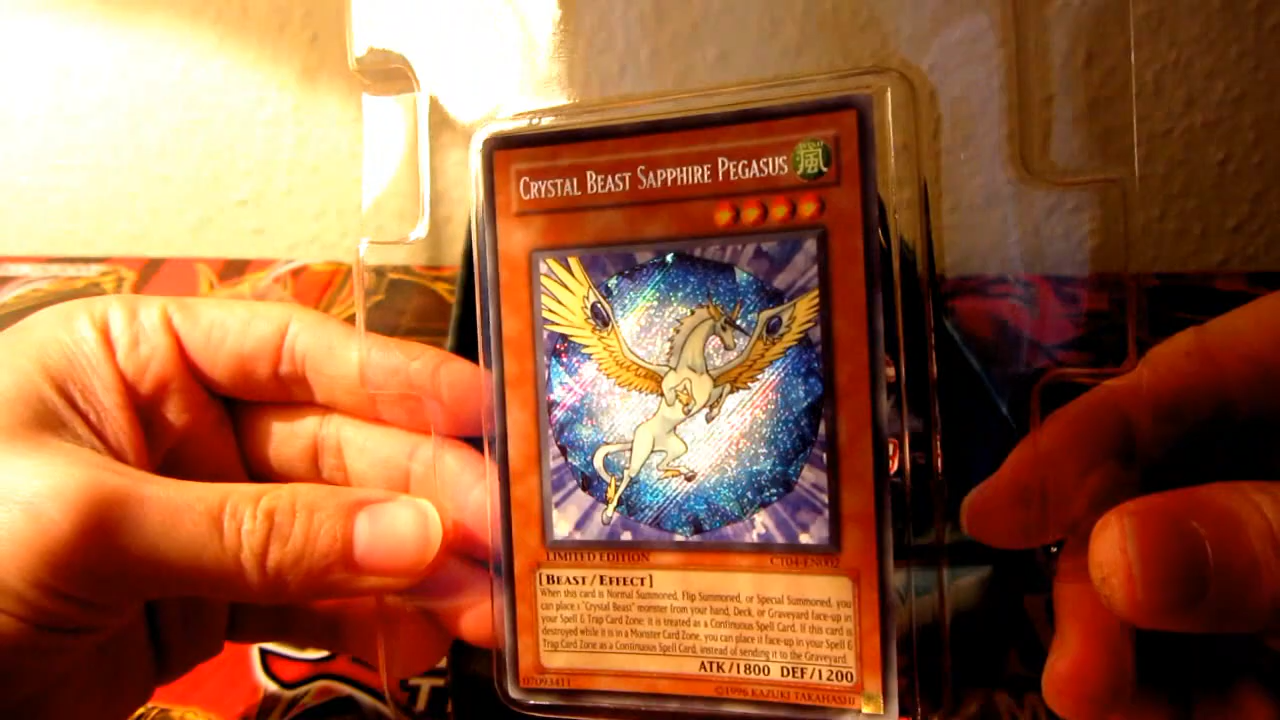 CRYSTAL BEAST SAPPHIRE PEGASUS
風
LIMITED EDITION CT04-EN002
[BEAST/EFFECT]
When this card is Normal Summoned, Flip Summoned, or Special Summoned, you
can place 1 "Crystal Beast" monster from your hand, Deck, or Graveyard face-up in
your Spell & Trap Card Zone; it is treated as a Continuous Spell Card. If this card is
destroyed while it is in a Monster Card Zone, you can place it face-up in your Spell &
Trap Card Zone as a Continuous Spell Card, instead of sending it to the Graveyard.
ATK/1800 DEF/1200
07093411 ©1996 KAZUKI TAKAHASHI